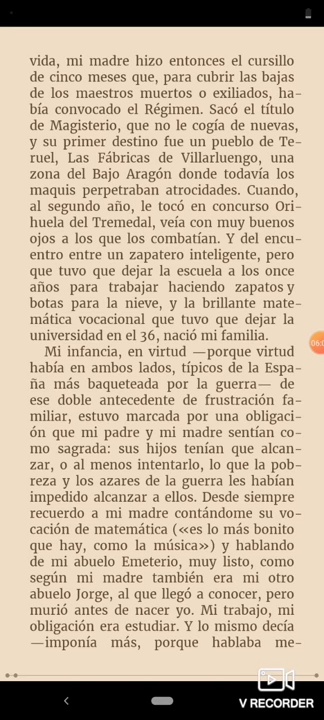 vida, mi madre hizo entonces el cursillo
de cinco meses que, para cubrir las bajas
de los maestros muertos o exiliados, ha-
bía convocado el Régimen. Sacó el título
de Magisterio, que no le cogía de nuevas,
y su primer destino fue un pueblo de Te-
ruel, Las Fábricas de Villarluengo, una
zona del Bajo Aragón donde todavía los
maquis perpetraban atrocidades. Cuando,
al segundo año, le tocó en concurso Ori-
huela del Tremedal, veía con muy buenos
ojos a los que los combatían. Y del encu-
entro entre un zapatero inteligente, pero
que tuvo que dejar la escuela a los once
años para trabajar haciendo zapatos y
botas para la nieve, y la brillante mate-
mática vocacional que tuvo que dejar la
universidad en el 36, nació mi familia.
Mi infancia, en virtud —porque virtud
había en ambos lados, típicos de la Espa-
ña más baqueteada por la guerra— de
ese doble antecedente de frustración fa-
miliar, estuvo marcada por una obligaci-
ón que mi padre y mi madre sentían co-
mo sagrada: sus hijos tenían que alcan-
zar, o al menos intentarlo, lo que la pob-
reza y los azares de la guerra les habían
impedido alcanzar a ellos. Desde siempre
recuerdo a mi madre contándome su vo-
cación de matemática («es lo más bonito
que hay, como la música») y hablando
de mi abuelo Emeterio, muy listo, como
según mi madre también era mi otro
abuelo Jorge, al que llegó a conocer, pero
murió antes de nacer yo. Mi trabajo, mi
obligación era estudiar. Y lo mismo decía
—imponía más, porque hablaba me-
V RECORDER